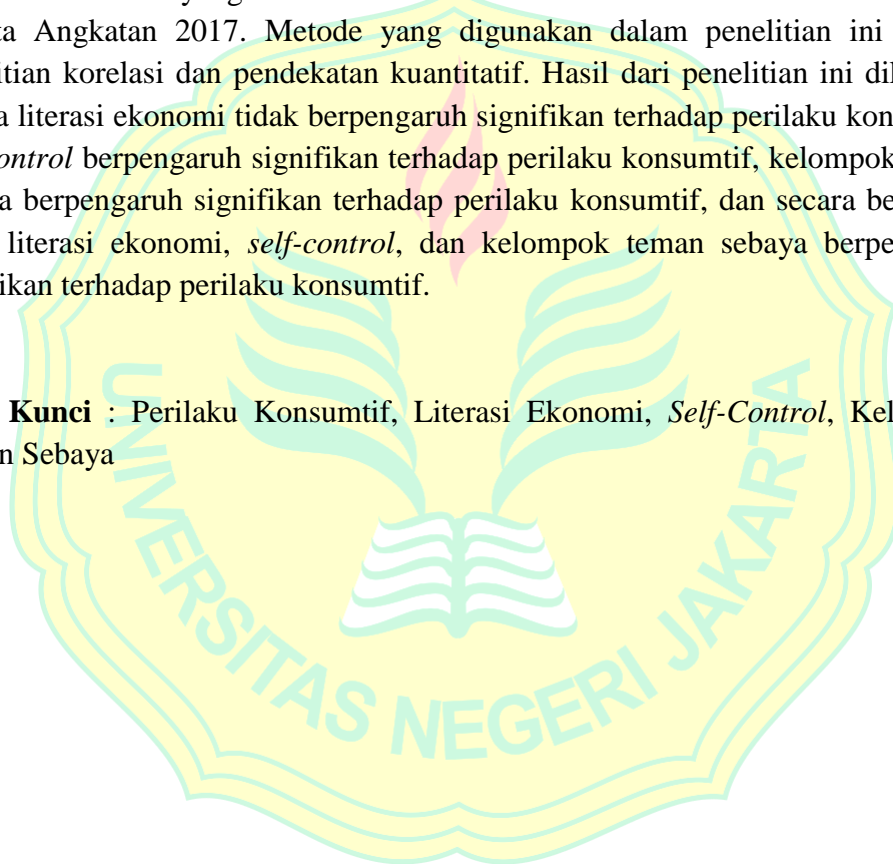 ta Angkatan 2017. Metode yang digunakan dalam penelitian ini
itian korelasi dan pendekatan kuantitatif. Hasil dari penelitian ini dil
a literasi ekonomi tidak berpengaruh signifikan terhadap perilaku kon
ontrol berpengaruh signifikan terhadap perilaku konsumtif, kelompok
a berpengaruh signifikan terhadap perilaku konsumtif, dan secara be
literasi ekonomi, self-control, dan kelompok teman sebaya berpe
ikan terhadap perilaku konsumtif.
Kunci : Perilaku Konsumtif, Literasi Ekonomi, Self-Control, Kel
n Sebaya
UNIVERSITAS NEGERI JAKARTA